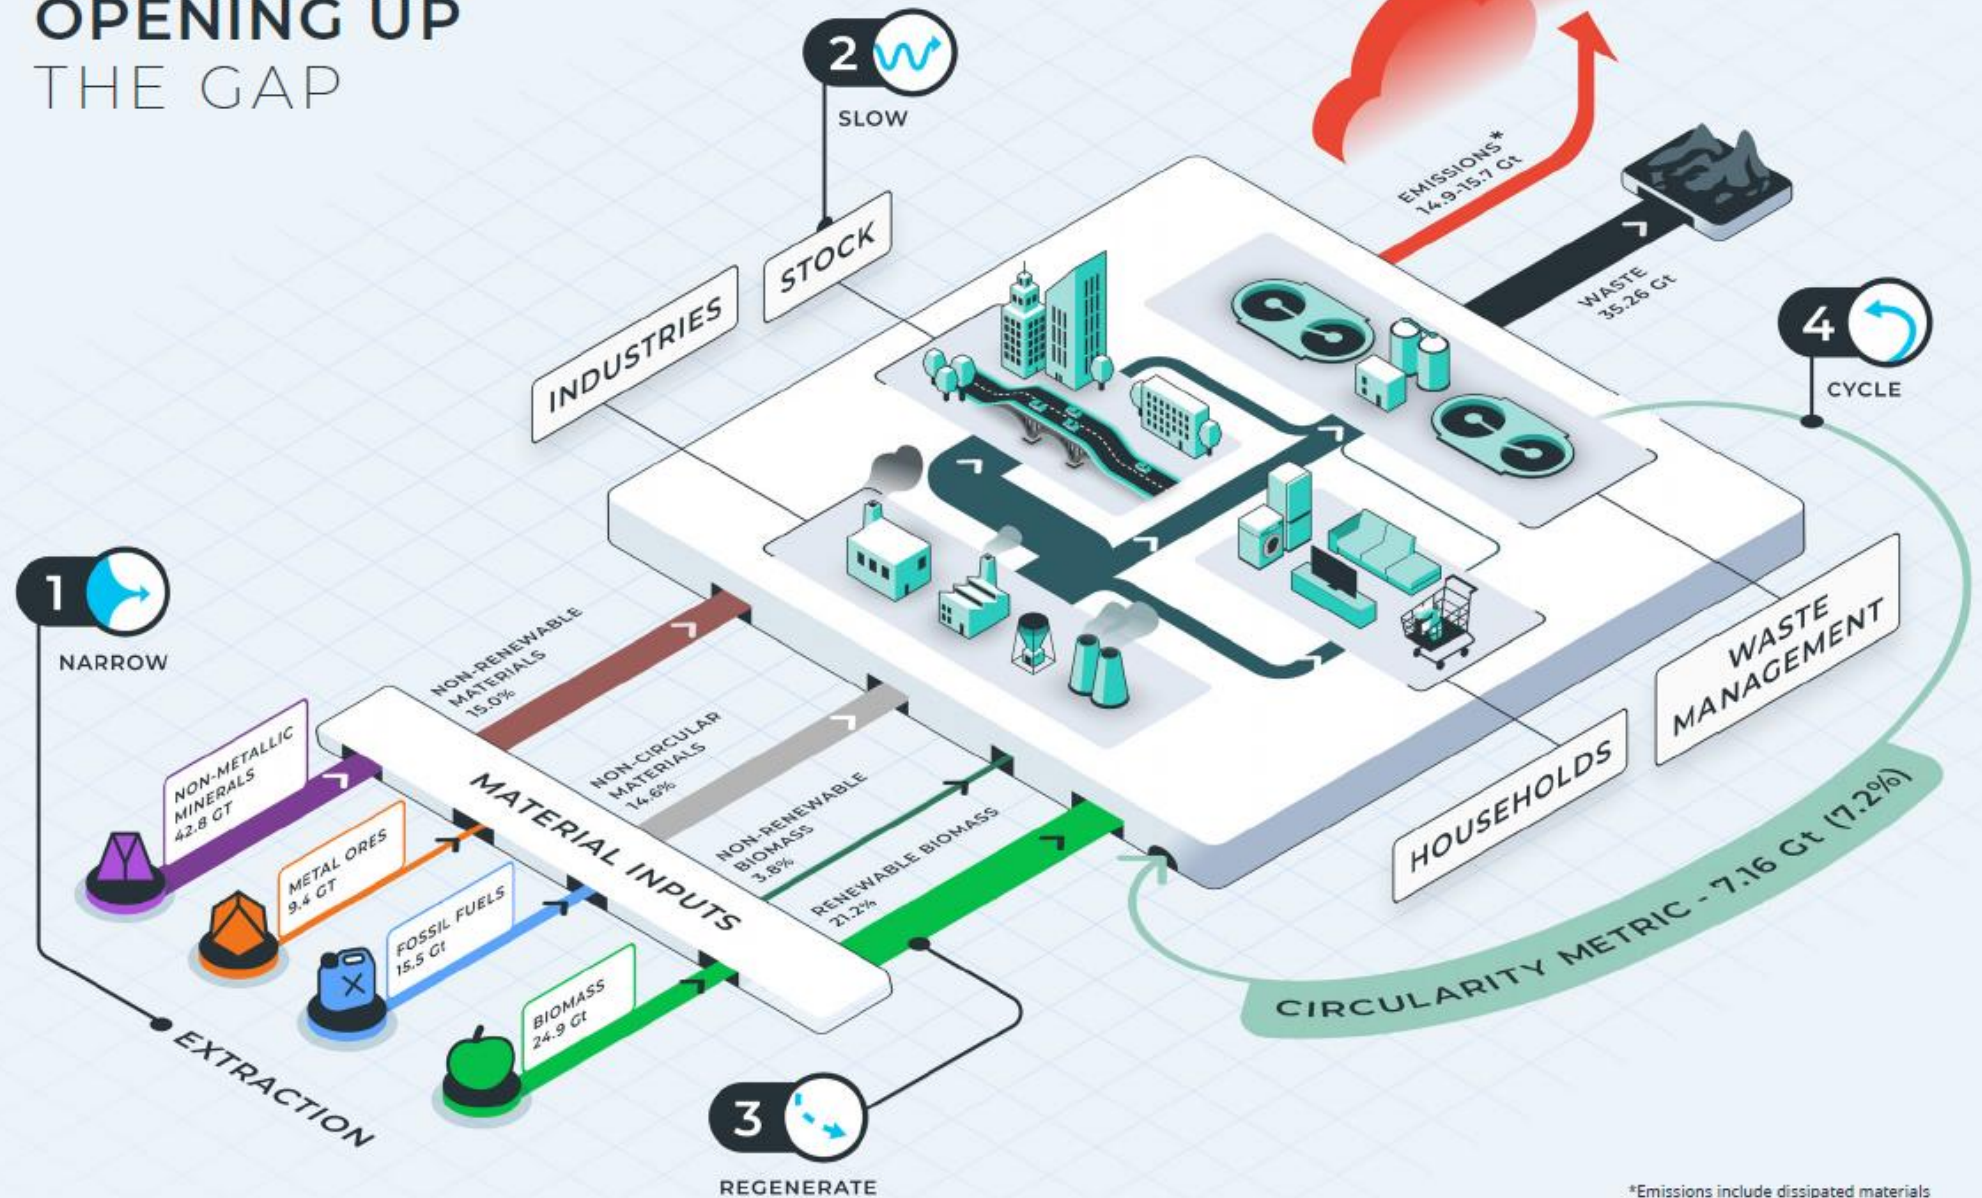 OPENING UP
THE GAP
2
SLOW
STOCK
INDUSTRIES
EMISSIONS*
14.9-15.7 Gt
WASTE
35.26 Gt
4
CYCLE
1
NARROW
NON-RENEWABLE
MATERIALS
15.0%
NON-CIRCULAR
MATERIALS
14.6%
NON-RENEWABLE
BIOMASS
3.8%
RENEWABLE BIOMASS
21.2%
NON-METALLIC
MINERALS
42.8 GT
METAL ORES
9.4 GT
FOSSIL FUELS
15.5 Gt
BIOMASS
24.9 Gt
MATERIAL INPUTS
EXTRACTION
WASTE
MANAGEMENT
HOUSEHOLDS
CIRCULARITY METRIC - 7.16 Gt (7.2%)
3
REGENERATE
*Emissions include dissipated materials